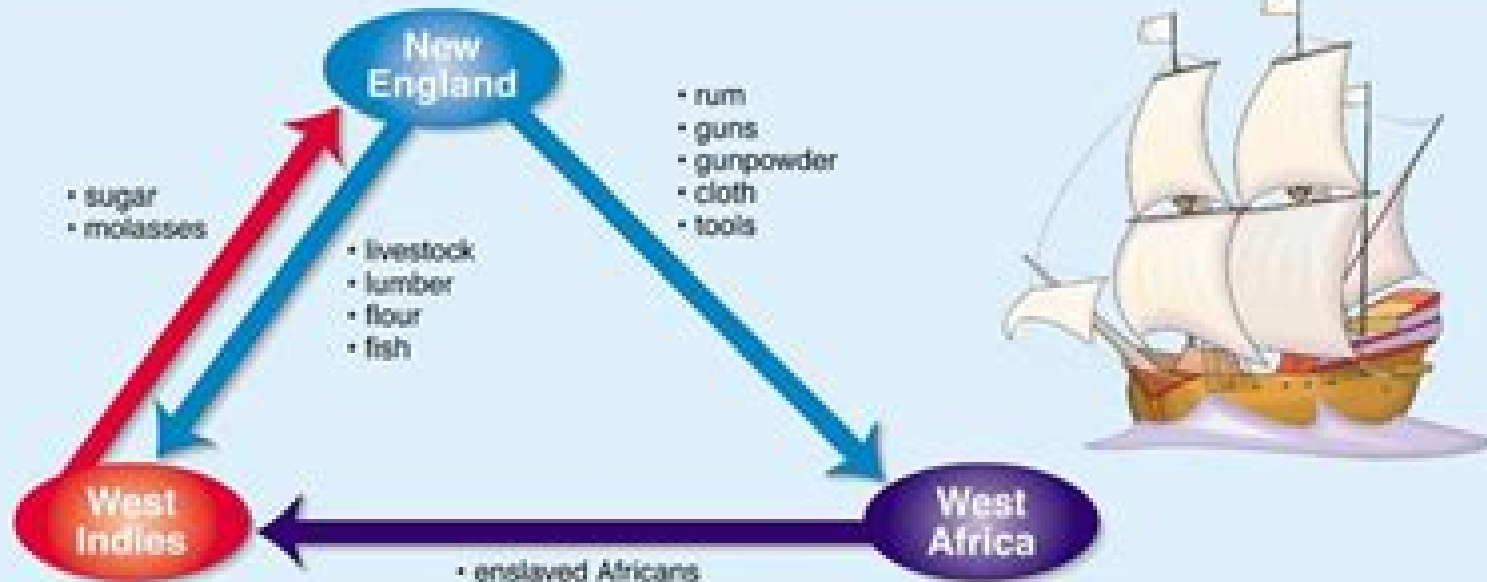 New
England
• rum
• guns
• gunpowder
• cloth
• tools
• sugar
• molasses
• livestock
• lumber
• flour
• fish
West
Indies
West
Africa
• enslaved Africans